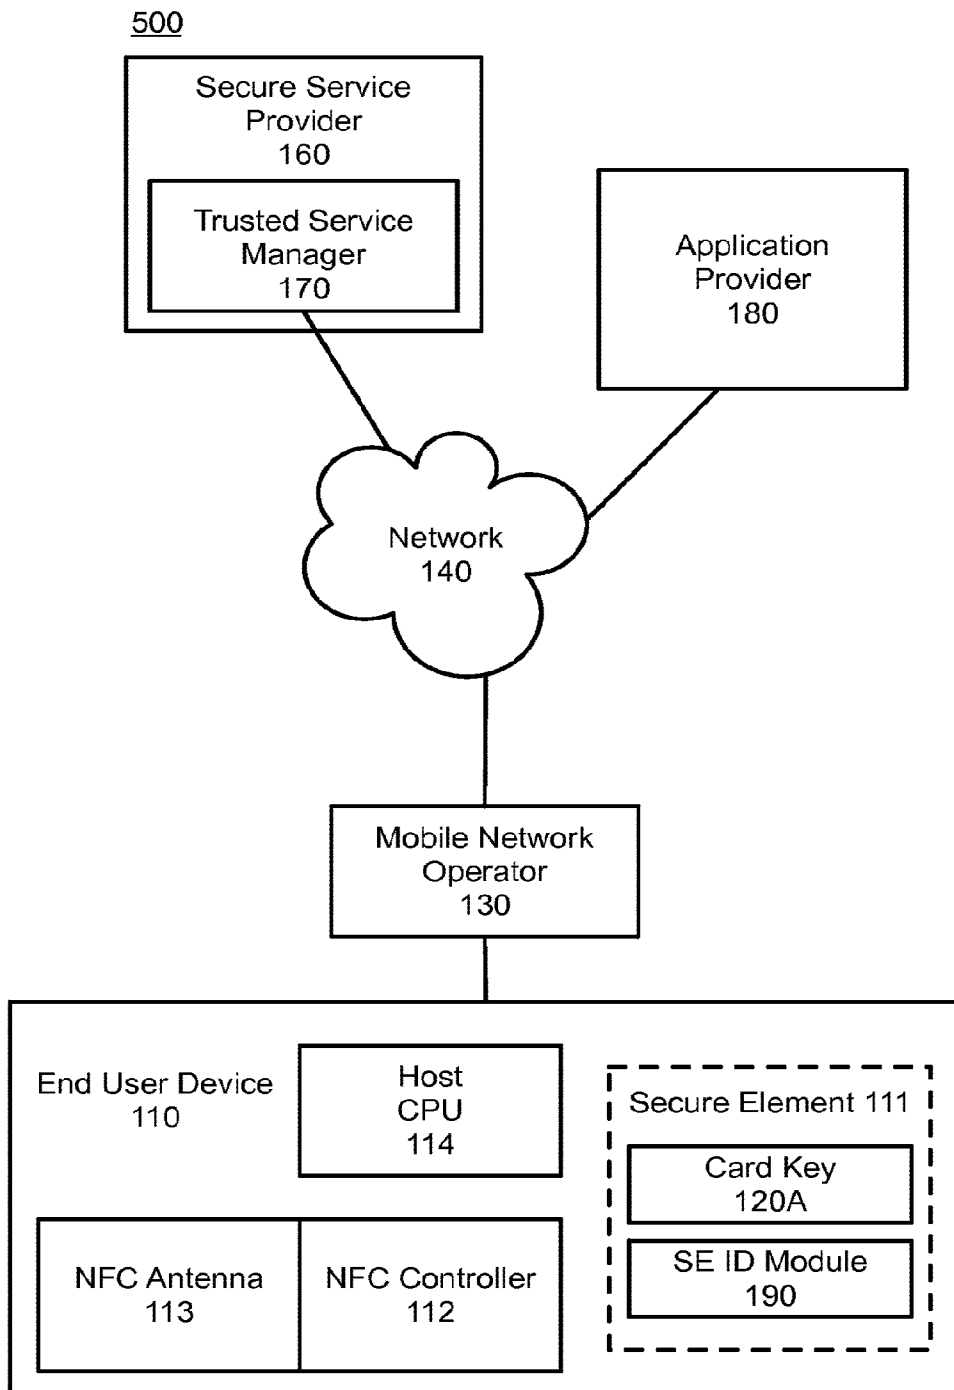 500
Secure Service
Provider
160
Trusted Service
Manager
170
Application
Provider
180
Network
140
Mobile Network
Operator
130
End User Device
110
Host
CPU
114
Secure Element 111
Card Key
120A
SE ID Module
190
NFC Antenna
113
NFC Controller
112